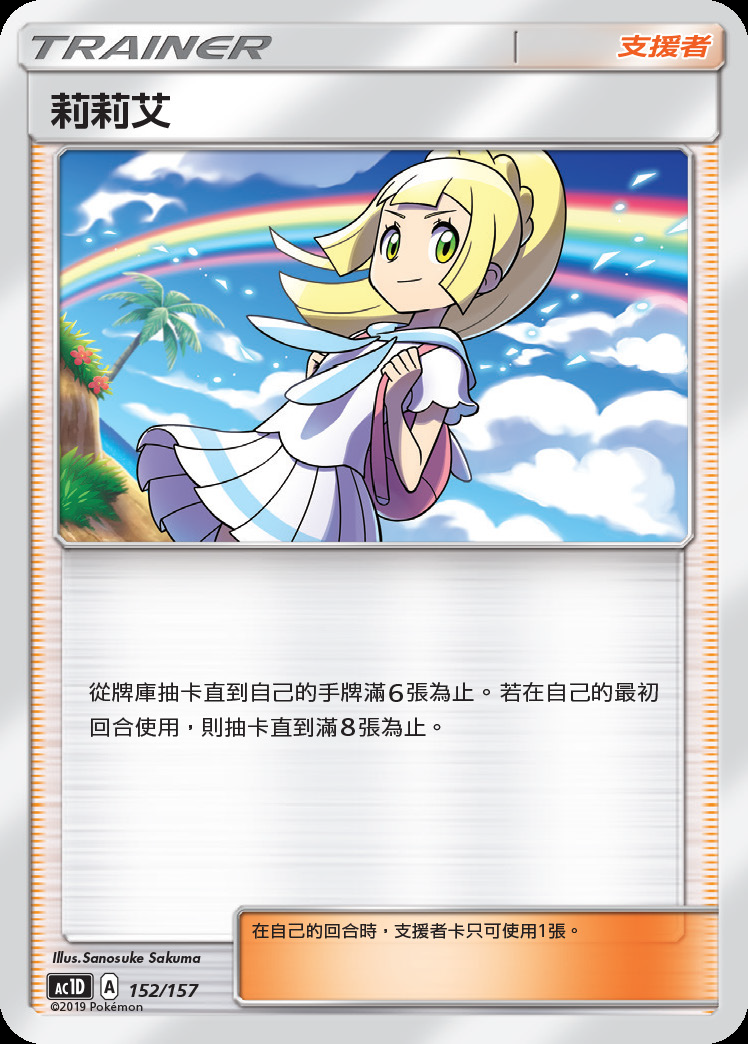 TRAINER
支援者
莉莉艾
從牌庫抽卡直到自己的手牌滿6張為止。若在自己的最初
回合使用,則抽卡直到滿8張為止。
在自己的回合時,支援者卡只可使用1張。
Illus.Sanosuke Sakuma
AC1D A 152/157
©2019 Pokémon